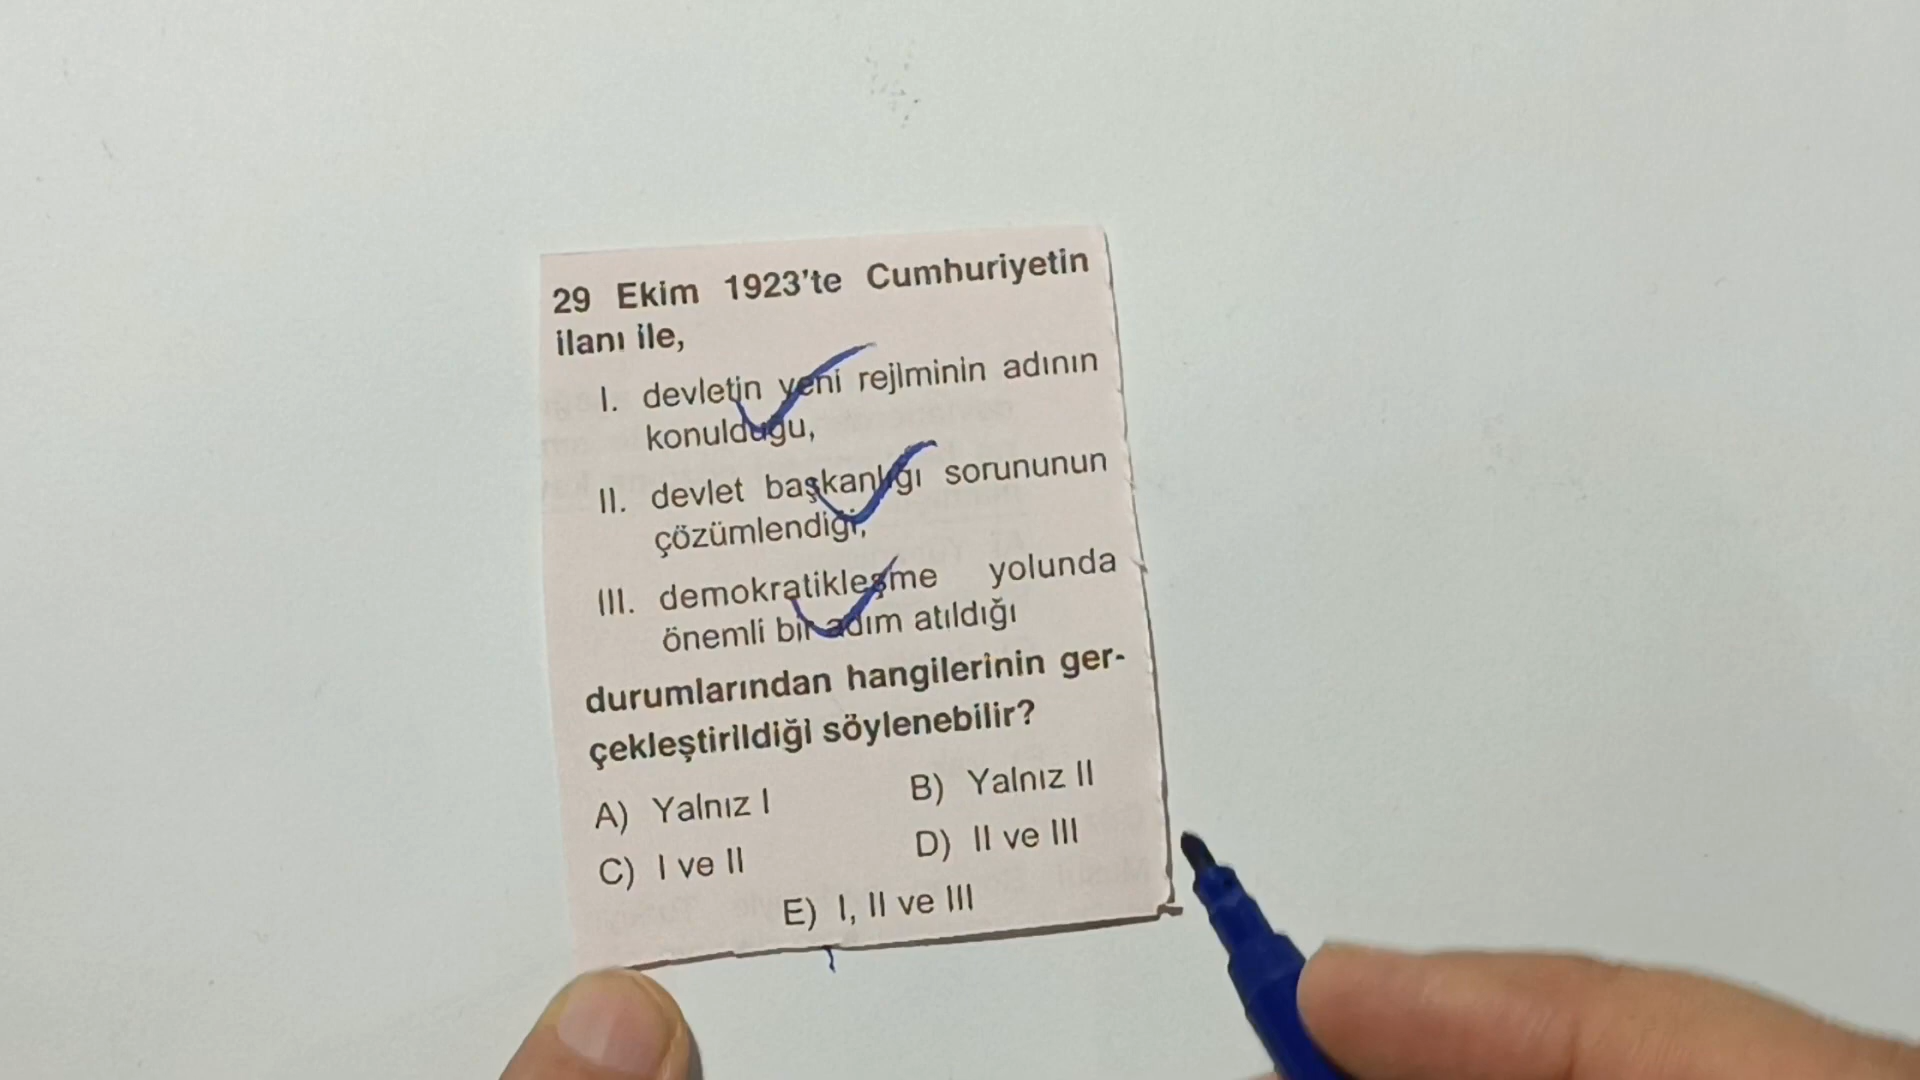 29 Ekim 1923'te Cumhuriyetin
ilanı ile,
I. devletin yeni rejiminin adının
konulduğu,
II. devlet başkanlığı sorununun
çözümlendiği,
III. demokratikleşme yolunda
önemli bir adım atıldığı
durumlarından hangilerinin ger-
çekleştirildiği söylenebilir?
A) Yalnız I
B) Yalnız II
C) I ve II
D) II ve III
E) I, II ve III